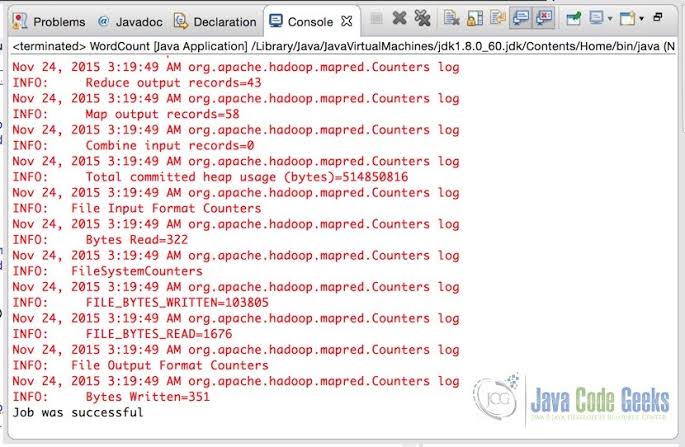 Problems @ Javadoc Declaration Console
<terminated> WordCount [Java Application] /Library/Java/JavaVirtualMachines/jdk1.8.0_60.jdk/Contents/Home/bin/java (N
Nov 24, 2015 3:19:49 AM org.apache.hadoop.mapred.Counters log
INFO:     Reduce output records=43
Nov 24, 2015 3:19:49 AM org.apache.hadoop.mapred.Counters log
INFO:     Map output records=58
Nov 24, 2015 3:19:49 AM org.apache.hadoop.mapred.Counters log
INFO:     Combine input records=0
Nov 24, 2015 3:19:49 AM org.apache.hadoop.mapred.Counters log
INFO:     Total committed heap usage (bytes)=514850816
Nov 24, 2015 3:19:49 AM org.apache.hadoop.mapred.Counters log
INFO:   File Input Format Counters
Nov 24, 2015 3:19:49 AM org.apache.hadoop.mapred.Counters log
INFO:     Bytes Read=322
Nov 24, 2015 3:19:49 AM org.apache.hadoop.mapred.Counters log
INFO:   FileSystemCounters
Nov 24, 2015 3:19:49 AM org.apache.hadoop.mapred.Counters log
INFO:     FILE_BYTES_WRITTEN=103805
Nov 24, 2015 3:19:49 AM org.apache.hadoop.mapred.Counters log
INFO:     FILE_BYTES_READ=1676
Nov 24, 2015 3:19:49 AM org.apache.hadoop.mapred.Counters log
INFO:   File Output Format Counters
Nov 24, 2015 3:19:49 AM org.apache.hadoop.mapred.Counters log
INFO:     Bytes Written=351
Job was successful
JCG
Java Code Geeks
JAVA 2 JAVA DEVELOPERS RESOURCE CENTER